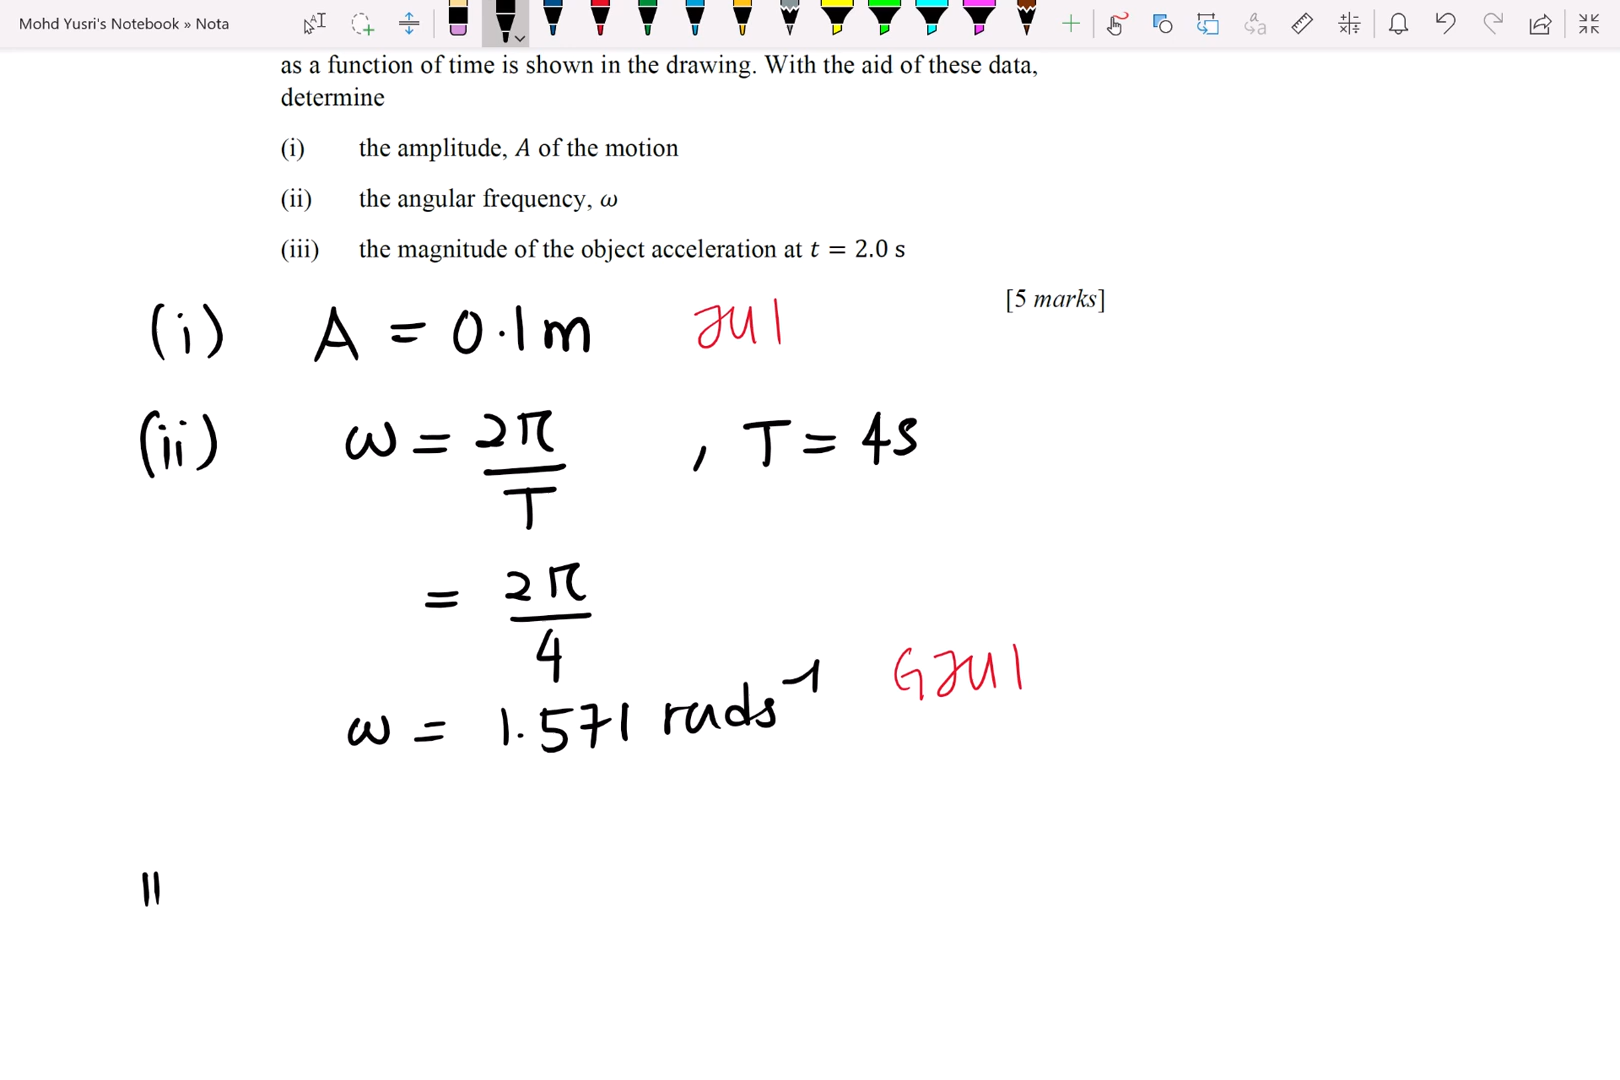 Mohd Yusri's Notebook » Nota
as a function of time is shown in the drawing. With the aid of these data,
determine
(i) the amplitude, A of the motion
(ii) the angular frequency, ω
(iii) the magnitude of the object acceleration at t = 2.0 s
[5 marks]
(i) A = 0.1m JU1
(ii) ω = 2π/T , T = 4s
= 2π/4
ω = 1.571 rads⁻¹ GJU1